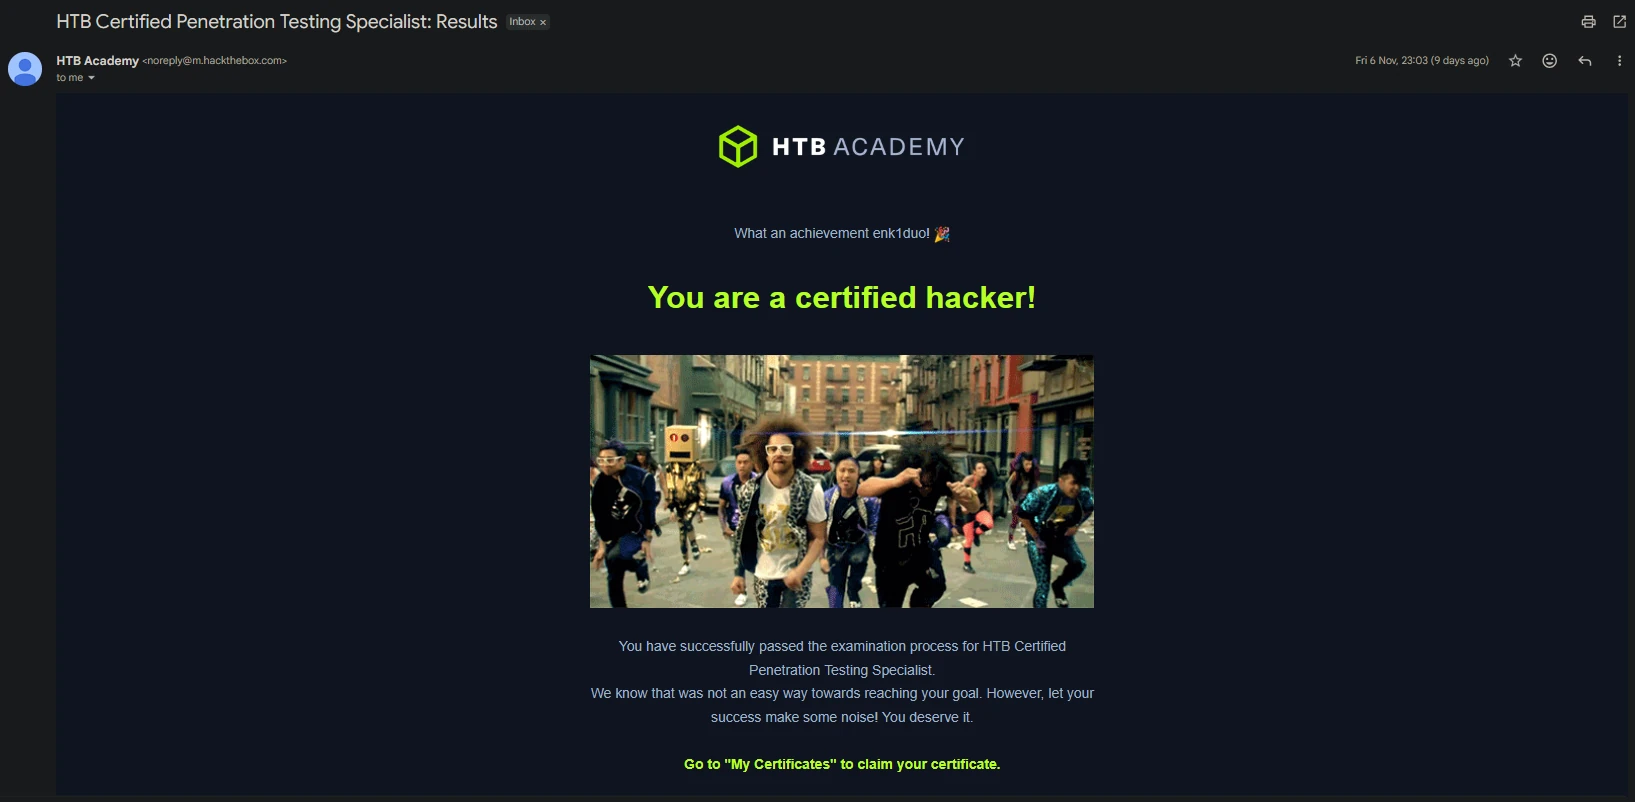 HTB Certified Penetration Testing Specialist: Results Inbox ×
HTB Academy <noreply@m.hackthebox.com> Fri 6 Nov, 23:03 (9 days ago)
to me
HTB ACADEMY
What an achievement enk1duo! 🎉
You are a certified hacker!
You have successfully passed the examination process for HTB Certified
Penetration Testing Specialist.
We know that was not an easy way towards reaching your goal. However, let your
success make some noise! You deserve it.
Go to "My Certificates" to claim your certificate.